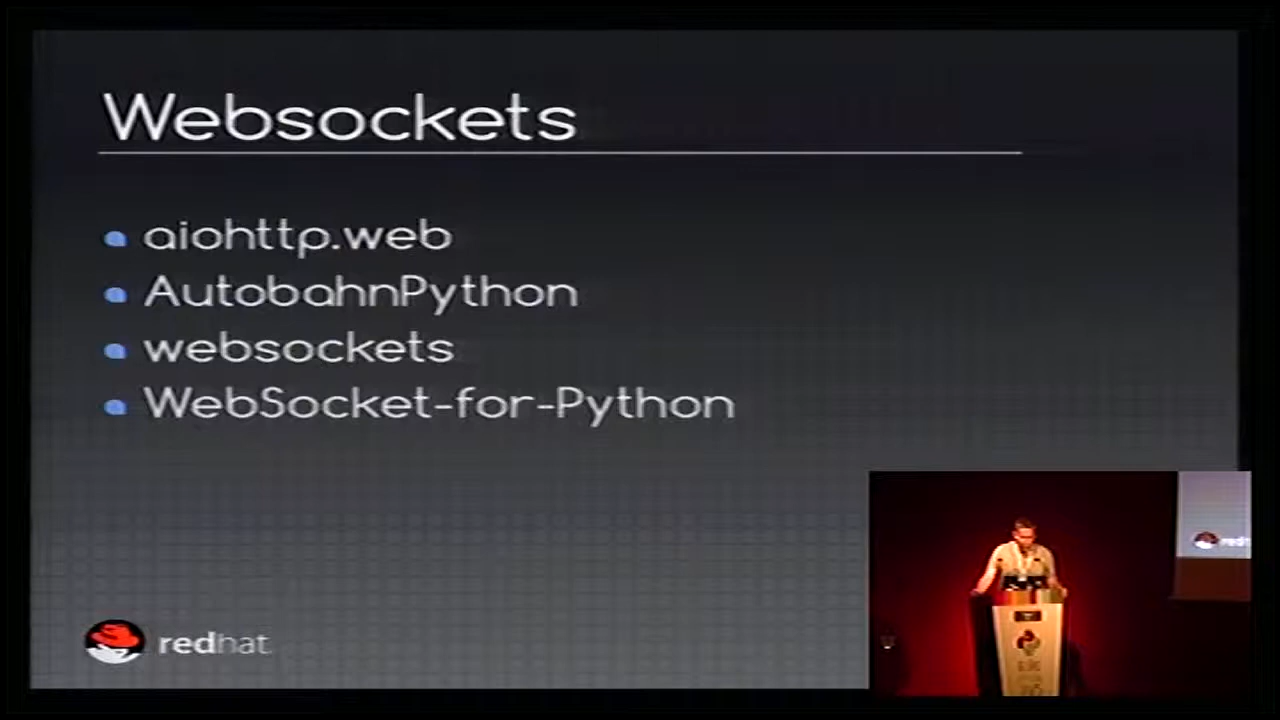 Websockets
aiohttp.web
AutobahnPython
websockets
WebSocket-for-Python
redhat